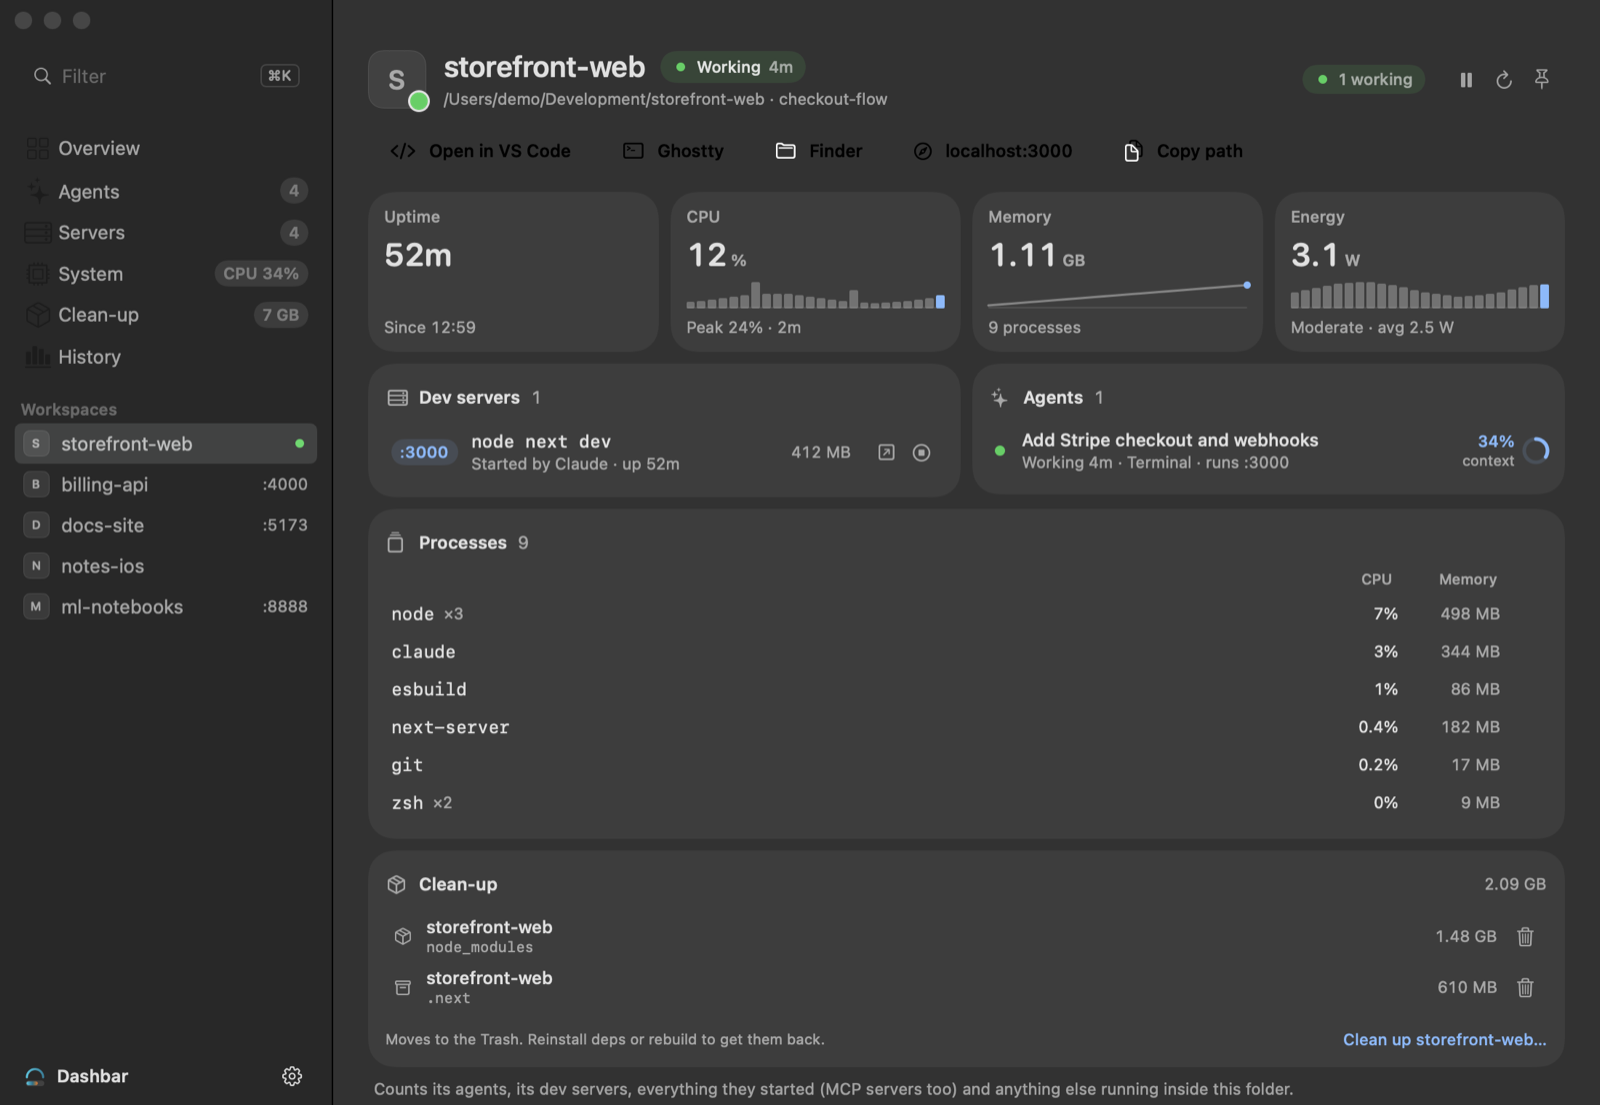 Filter ⌘K
Overview
Agents 4
Servers 4
System CPU 34%
Clean-up 7 GB
History
Workspaces
S storefront-web
B billing-api :4000
D docs-site :5173
N notes-ios
M ml-notebooks :8888
Dashbar
S
storefront-web Working 4m
/Users/demo/Development/storefront-web · checkout-flow
1 working
Open in VS Code Ghostty Finder localhost:3000 Copy path
Uptime
52m
Since 12:59
CPU
12 %
Peak 24% · 2m
Memory
1.11 GB
9 processes
Energy
3.1 W
Moderate · avg 2.5 W
Dev servers 1
:3000 node next dev 412 MB
Started by Claude · up 52m
Agents 1
Add Stripe checkout and webhooks 34%
Working 4m · Terminal · runs :3000 context
Processes 9
CPU Memory
node ×3 7% 498 MB
claude 3% 344 MB
esbuild 1% 86 MB
next-server 0.4% 182 MB
git 0.2% 17 MB
zsh ×2 0% 9 MB
Clean-up 2.09 GB
storefront-web 1.48 GB
node_modules
storefront-web 610 MB
.next
Moves to the Trash. Reinstall deps or rebuild to get them back. Clean up storefront-web...
Counts its agents, its dev servers, everything they started (MCP servers too) and anything else running inside this folder.